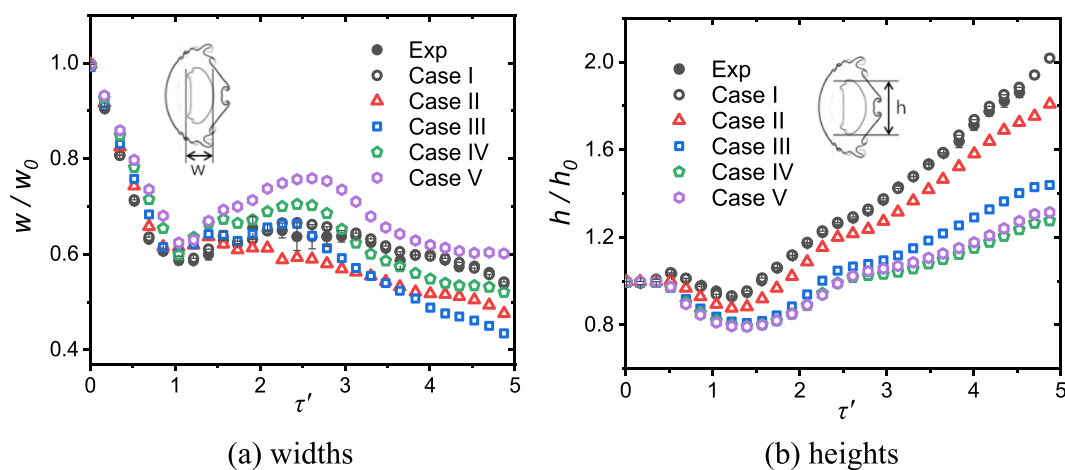 w / w0
1.0
0.8
0.6
0.4
0
1
2
3
4
5
τ′
w
Exp
Case I
Case II
Case III
Case IV
Case V
(a) widths
h / h0
2.0
1.6
1.2
0.8
0
1
2
3
4
5
τ′
h
Exp
Case I
Case II
Case III
Case IV
Case V
(b) heights